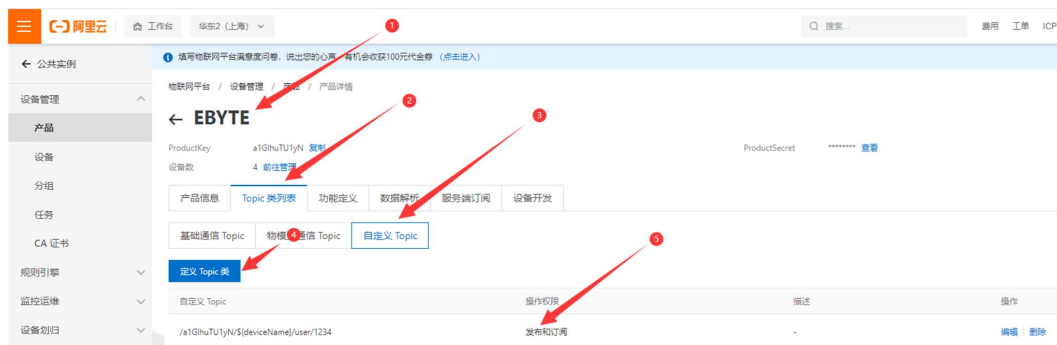 阿里云 工作台 华东2（上海） 搜索... 费用 工单 ICP
1
公共实例
填写物联网平台满意度问卷，说出您的心声，有机会收获100元代金券 （点击进入）
设备管理
产品
设备
分组
任务
CA 证书
规则引擎
监控运维
设备划归
物联网平台 / 设备管理 / 产品 / 产品详情
2
3
← EBYTE
ProductKey a1GlhuTU1yN 复制 ProductSecret ******** 查看
设备数 4 前往管理
产品信息 Topic 类列表 功能定义 数据解析 服务端订阅 设备开发
基础通信 Topic 物模型通信 Topic 自定义 Topic
4
5
定义 Topic 类
自定义 Topic 操作权限 描述 操作
/a1GlhuTU1yN/${deviceName}/user/1234 发布和订阅 - 编辑 删除